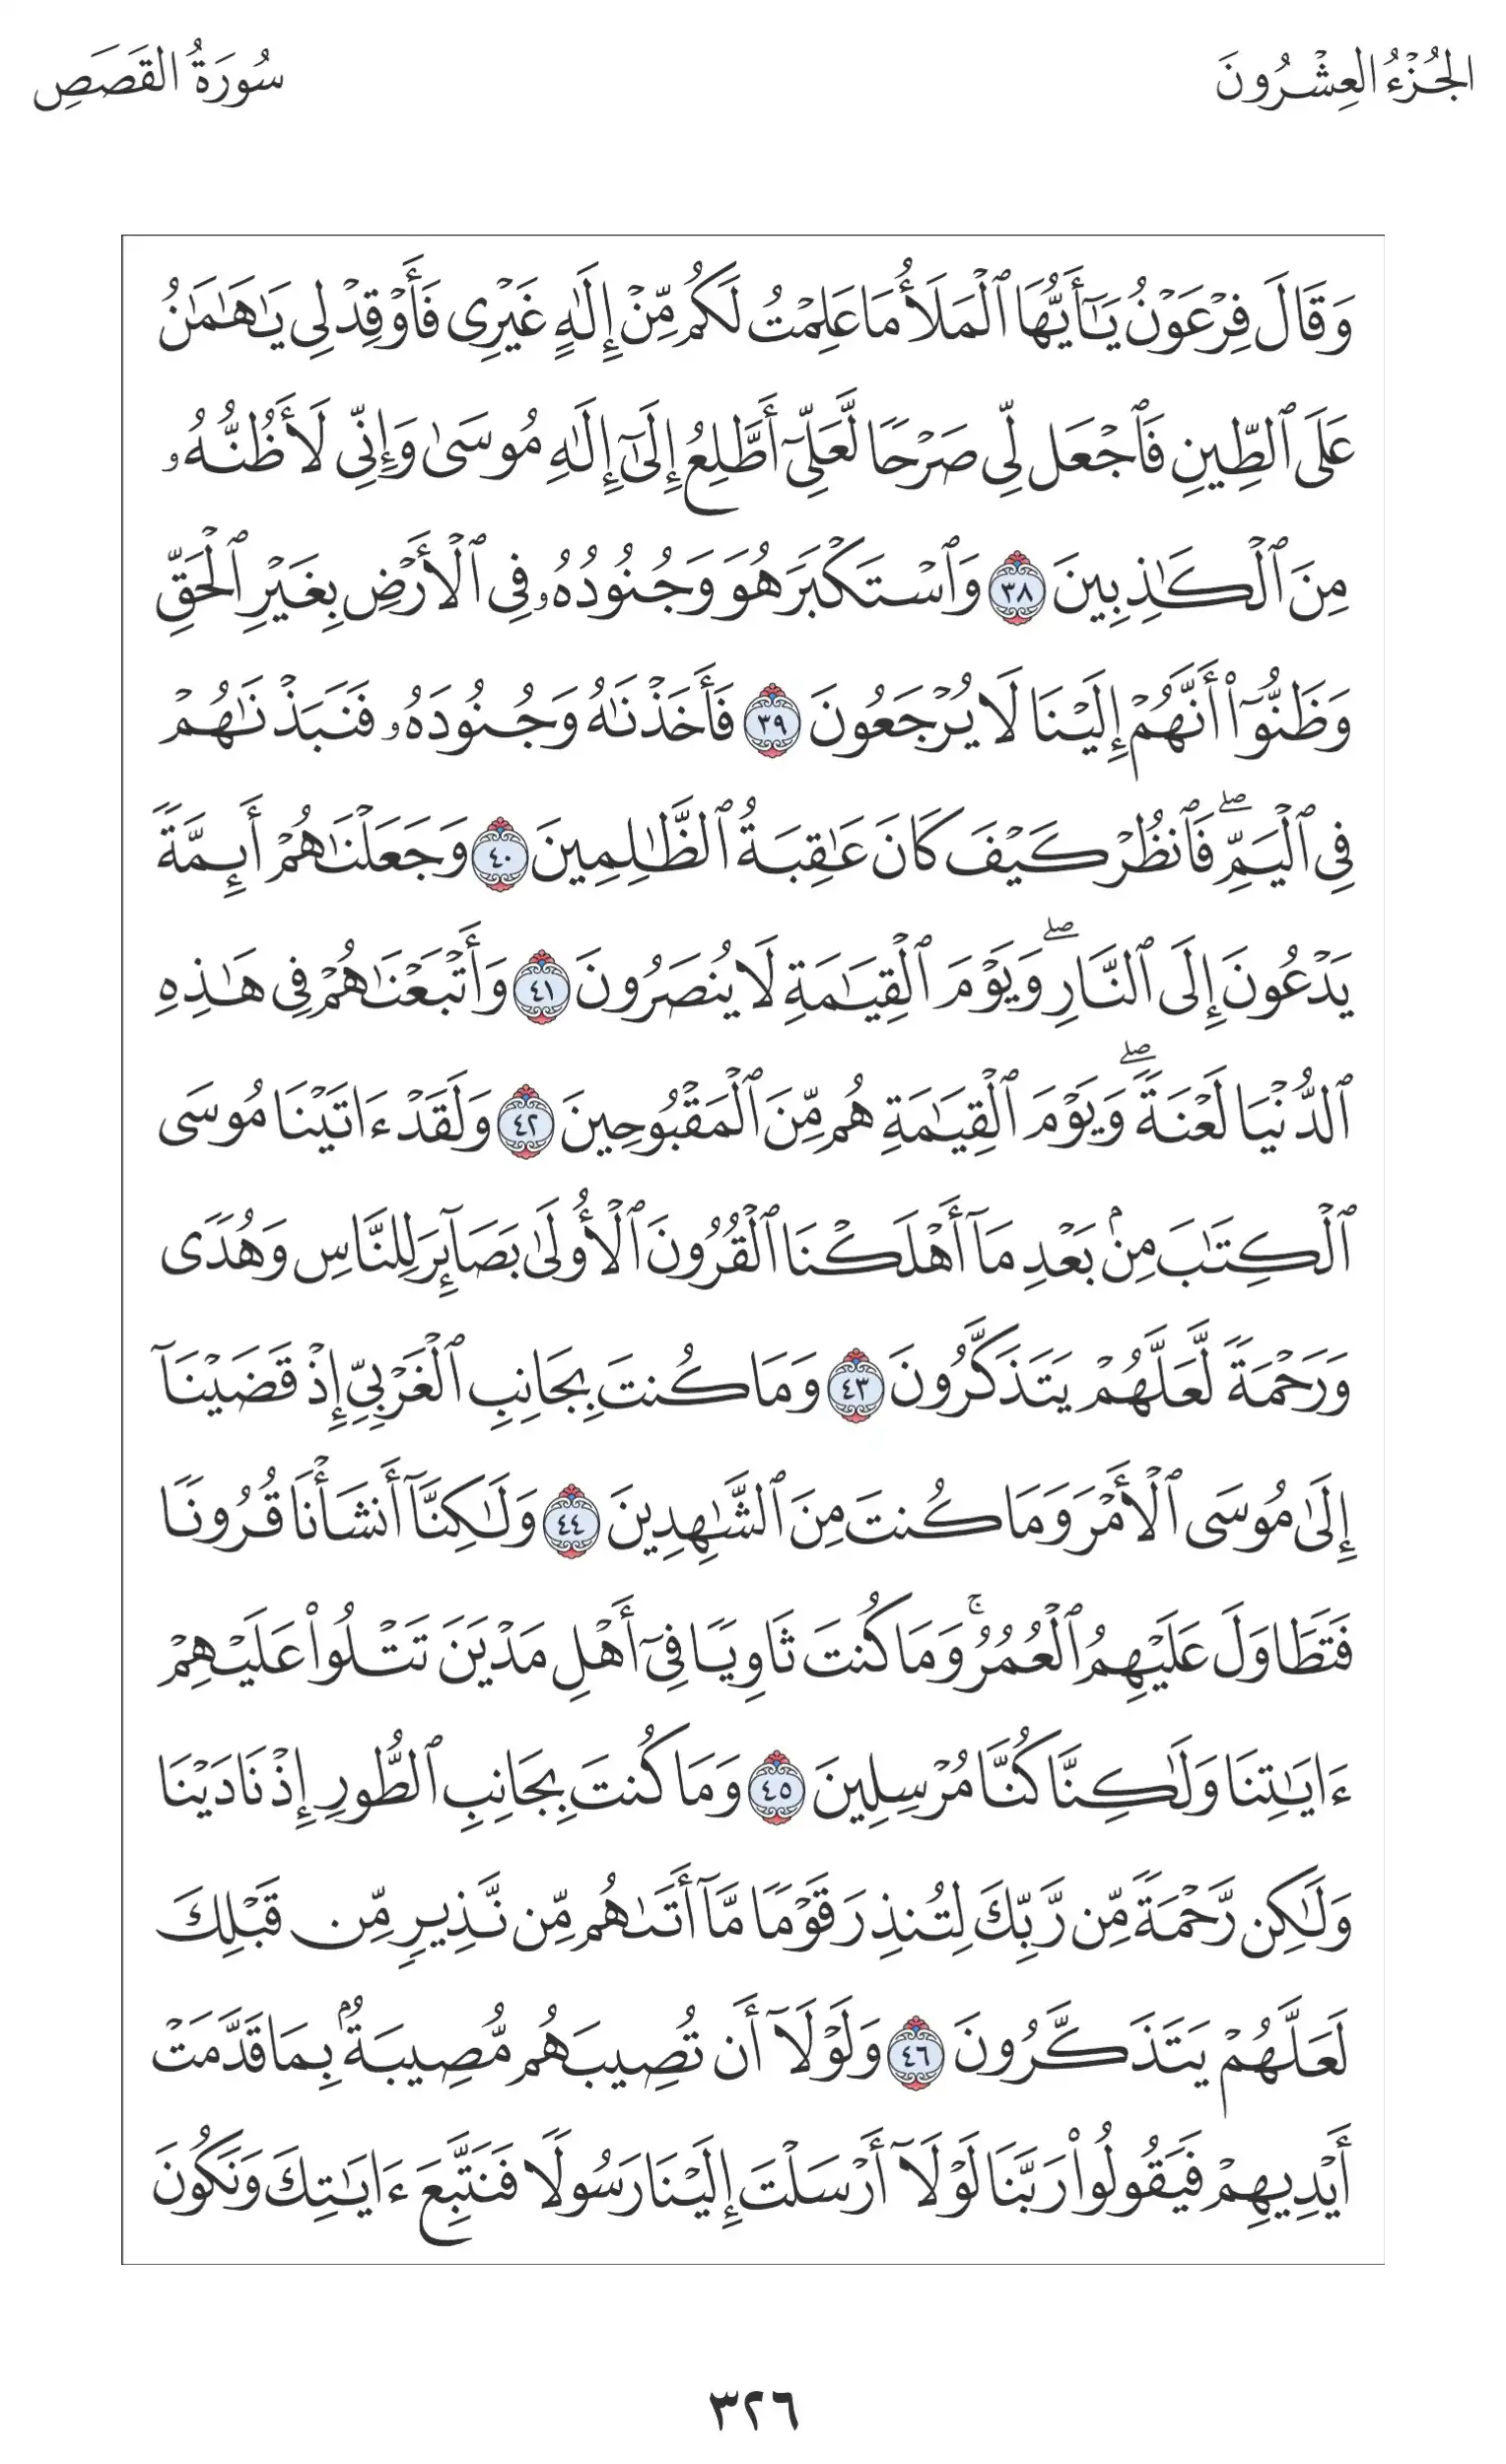 الجُزْءُ العِشْرُونَ
سُورَةُ القَصَصِ
وَقَالَ فِرْعَوْنُ يَٰٓأَيُّهَا ٱلْمَلَأُ مَا عَلِمْتُ لَكُم مِّنْ إِلَٰهٍ غَيْرِى فَأَوْقِدْ لِى يَٰهَٰمَٰنُ
عَلَى ٱلطِّينِ فَٱجْعَل لِّى صَرْحًا لَّعَلِّىٓ أَطَّلِعُ إِلَىٰٓ إِلَٰهِ مُوسَىٰ وَإِنِّى لَأَظُنُّهُۥ
مِنَ ٱلْكَٰذِبِينَ ٣٨ وَٱسْتَكْبَرَ هُوَ وَجُنُودُهُۥ فِى ٱلْأَرْضِ بِغَيْرِ ٱلْحَقِّ
وَظَنُّوٓا۟ أَنَّهُمْ إِلَيْنَا لَا يُرْجَعُونَ ٣٩ فَأَخَذْنَٰهُ وَجُنُودَهُۥ فَنَبَذْنَٰهُمْ
فِى ٱلْيَمِّ ۖ فَٱنظُرْ كَيْفَ كَانَ عَٰقِبَةُ ٱلظَّٰلِمِينَ ٤٠ وَجَعَلْنَٰهُمْ أَئِمَّةً
يَدْعُونَ إِلَى ٱلنَّارِ ۖ وَيَوْمَ ٱلْقِيَٰمَةِ لَا يُنصَرُونَ ٤١ وَأَتْبَعْنَٰهُمْ فِى هَٰذِهِ
ٱلدُّنْيَا لَعْنَةً ۖ وَيَوْمَ ٱلْقِيَٰمَةِ هُم مِّنَ ٱلْمَقْبُوحِينَ ٤٢ وَلَقَدْ ءَاتَيْنَا مُوسَى
ٱلْكِتَٰبَ مِنۢ بَعْدِ مَآ أَهْلَكْنَا ٱلْقُرُونَ ٱلْأُولَىٰ بَصَآئِرَ لِلنَّاسِ وَهُدًى
وَرَحْمَةً لَّعَلَّهُمْ يَتَذَكَّرُونَ ٤٣ وَمَا كُنتَ بِجَانِبِ ٱلْغَرْبِىِّ إِذْ قَضَيْنَآ
إِلَىٰ مُوسَى ٱلْأَمْرَ وَمَا كُنتَ مِنَ ٱلشَّٰهِدِينَ ٤٤ وَلَٰكِنَّآ أَنشَأْنَا قُرُونًا
فَتَطَاوَلَ عَلَيْهِمُ ٱلْعُمُرُ ۚ وَمَا كُنتَ ثَاوِيًا فِىٓ أَهْلِ مَدْيَنَ تَتْلُوا۟ عَلَيْهِمْ
ءَايَٰتِنَا وَلَٰكِنَّا كُنَّا مُرْسِلِينَ ٤٥ وَمَا كُنتَ بِجَانِبِ ٱلطُّورِ إِذْ نَادَيْنَا
وَلَٰكِن رَّحْمَةً مِّن رَّبِّكَ لِتُنذِرَ قَوْمًا مَّآ أَتَىٰهُم مِّن نَّذِيرٍ مِّن قَبْلِكَ
لَعَلَّهُمْ يَتَذَكَّرُونَ ٤٦ وَلَوْلَآ أَن تُصِيبَهُم مُّصِيبَةٌۢ بِمَا قَدَّمَتْ
أَيْدِيهِمْ فَيَقُولُوا۟ رَبَّنَا لَوْلَآ أَرْسَلْتَ إِلَيْنَا رَسُولًا فَنَتَّبِعَ ءَايَٰتِكَ وَنَكُونَ
٣٢٦